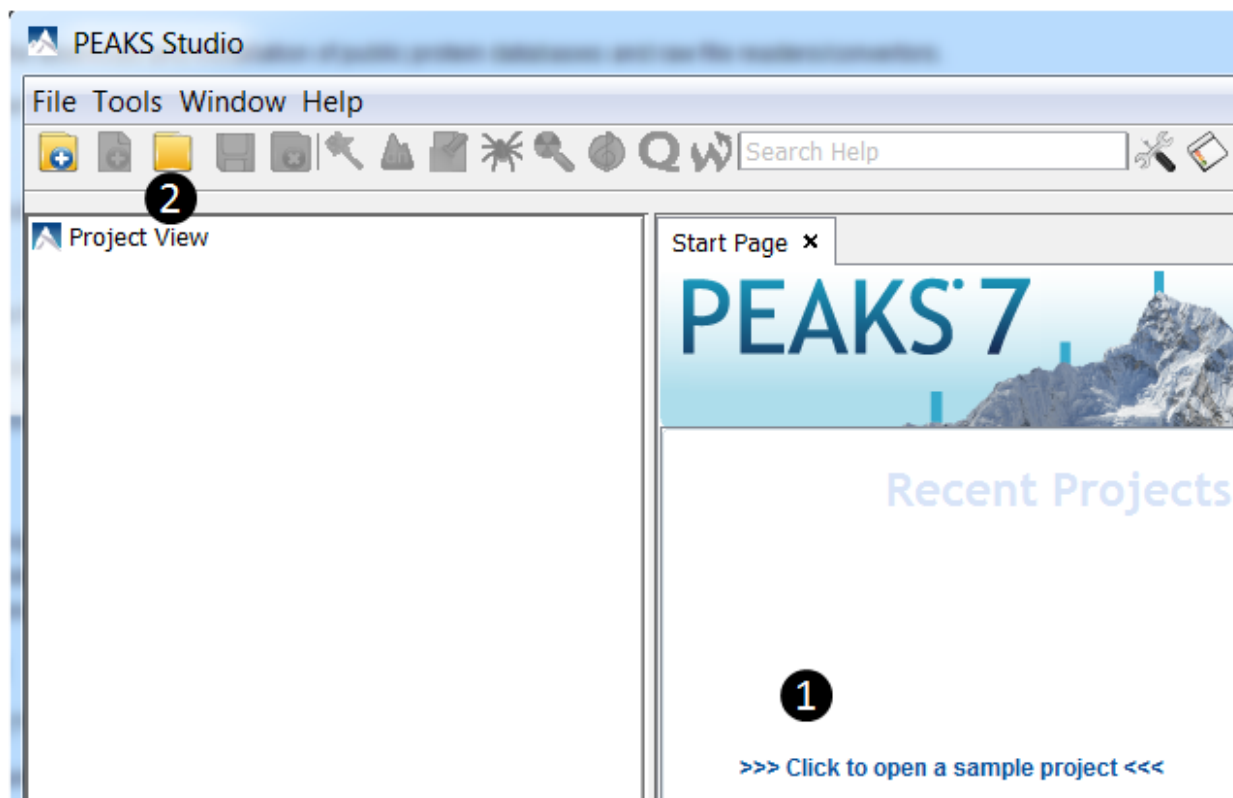 PEAKS Studio
File Tools Window Help
Search Help
2
Project View
Start Page
PEAKS 7
Recent Projects
1
>>> Click to open a sample project <<<